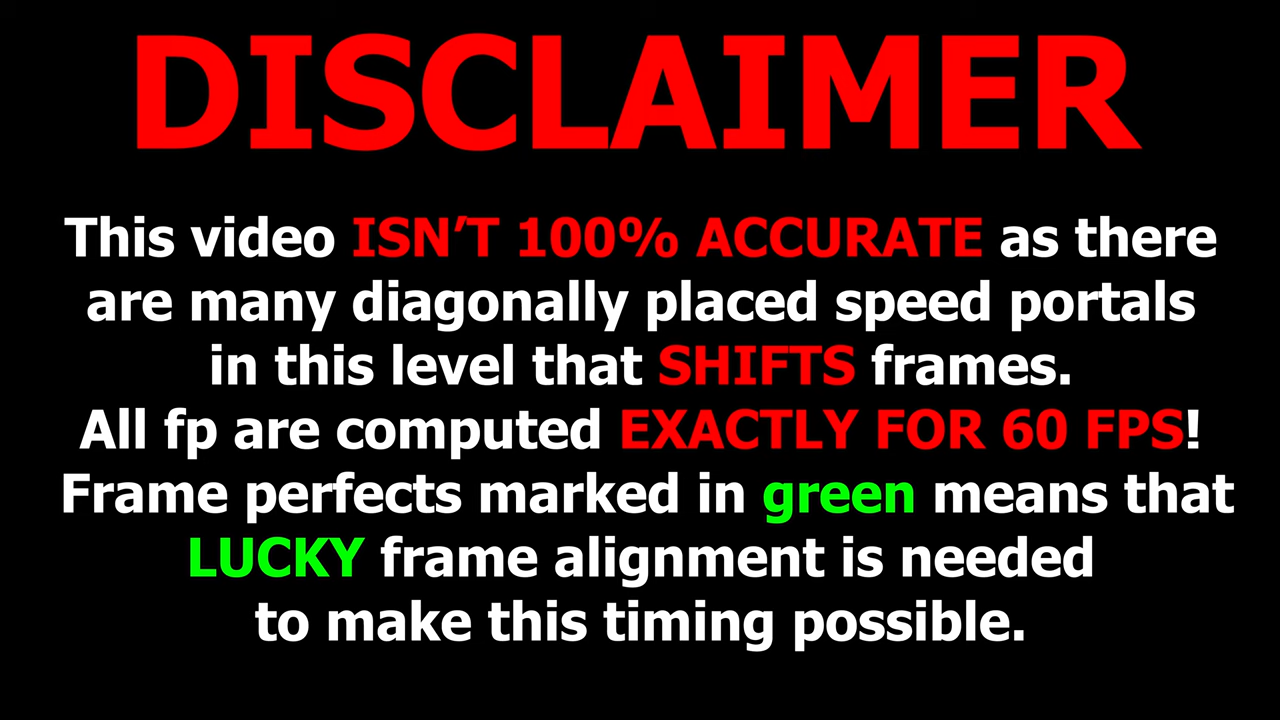 DISCLAIMER
This video ISN’T 100% ACCURATE as there
are many diagonally placed speed portals
in this level that SHIFTS frames.
All fp are computed EXACTLY FOR 60 FPS!
Frame perfects marked in green means that
LUCKY frame alignment is needed
to make this timing possible.